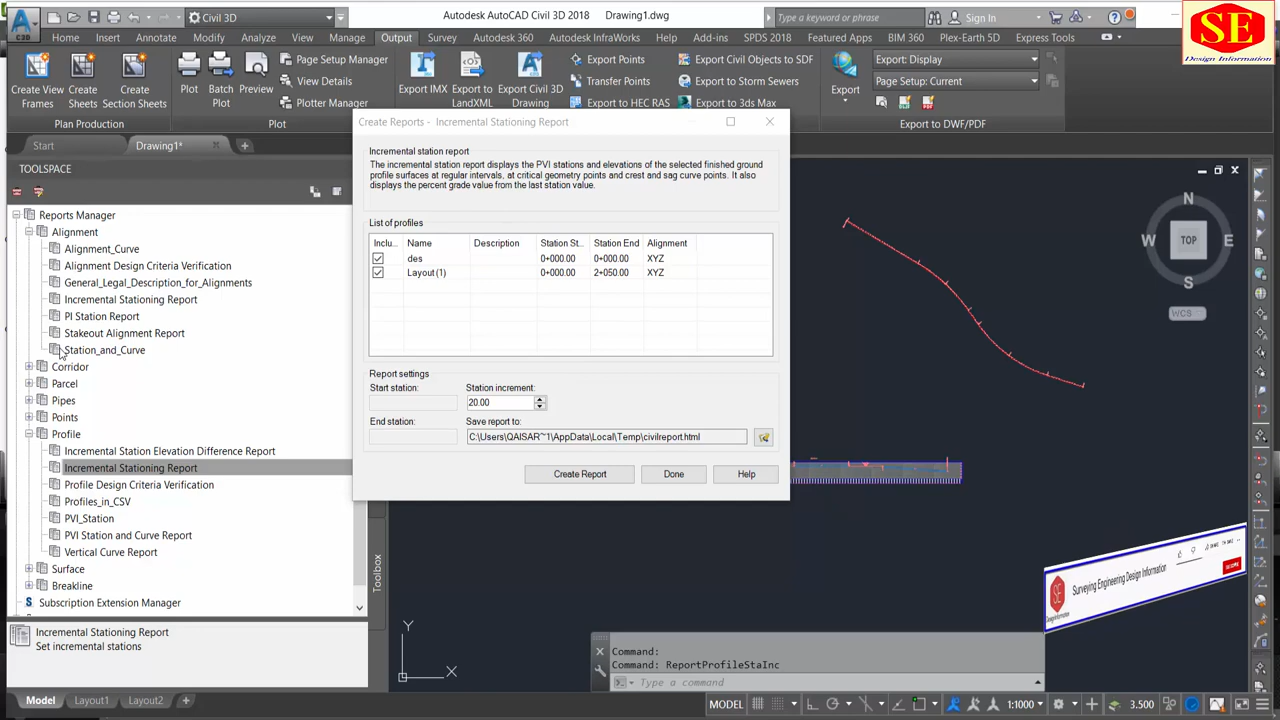 Civil 3D
Autodesk AutoCAD Civil 3D 2018 Drawing1.dwg
Type a keyword or phrase
Sign In
SE
Design Information
C3D
Home Insert Annotate Modify Analyze View Manage Output Survey Autodesk 360 Autodesk InfraWorks Help Add-ins SPDS 2018 Featured Apps BIM 360 Plex-Earth 5D Express Tools
Create View Frames
Create Sheets
Create Section Sheets
Plan Production
Plot
Batch Plot
Preview
Page Setup Manager
View Details
Plotter Manager
Plot
Export IMX
Export to LandXML
Export Civil 3D Drawing
Export Points
Transfer Points
Export to HEC RAS
Export Civil Objects to SDF
Export to Storm Sewers
Export to 3ds Max
Export
Export: Display
Page Setup: Current
Export to DWF/PDF
Start Drawing1*
TOOLSPACE
Reports Manager
Alignment
Alignment_Curve
Alignment Design Criteria Verification
General_Legal_Description_for_Alignments
Incremental Stationing Report
PI Station Report
Stakeout Alignment Report
Station_and_Curve
Corridor
Parcel
Pipes
Points
Profile
Incremental Station Elevation Difference Report
Incremental Stationing Report
Profile Design Criteria Verification
Profiles_in_CSV
PVI_Station
PVI Station and Curve Report
Vertical Curve Report
Surface
Breakline
Subscription Extension Manager
Incremental Stationing Report
Set incremental stations
Toolbox
Create Reports - Incremental Stationing Report
Incremental station report
The incremental station report displays the PVI stations and elevations of the selected finished ground
profile surfaces at regular intervals, at critical geometry points and crest and sag curve points. It also
displays the percent grade value from the last station value.
List of profiles
Inclu... Name Description Station St... Station End Alignment
des 0+000.00 0+000.00 XYZ
Layout (1) 0+000.00 2+050.00 XYZ
Report settings
Start station: Station increment:
20.00
End station: Save report to:
C:\Users\QAISAR~1\AppData\Local\Temp\civilreport.html
Create Report Done Help
N
W TOP E
S
WCS
Surveying Engineering Design Information
SE
Y
X
Command:
Command: ReportProfileStaInc
Type a command
Model Layout1 Layout2
MODEL 1:1000 3.500